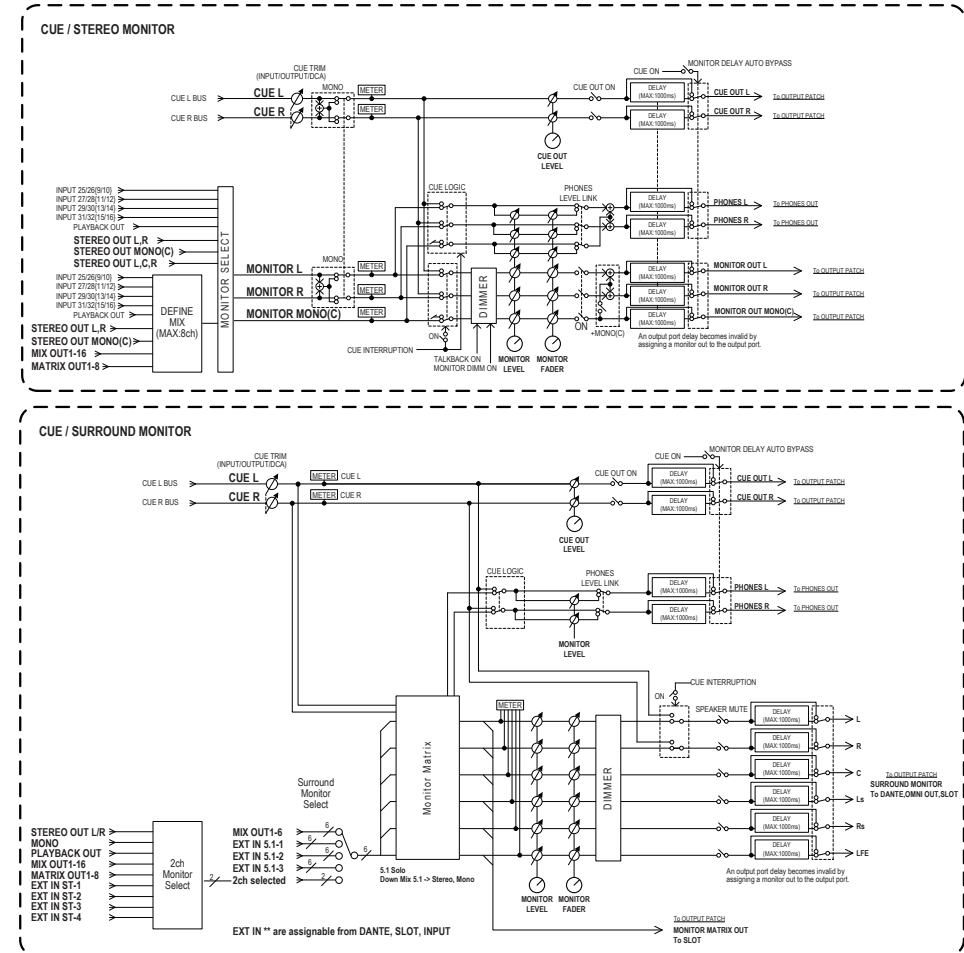 CUE / STEREO MONITOR
CUE TRIM
(INPUT/OUTPUT/DCA)
MONO
CUE L BUS
CUE L
METER
CUE R BUS
CUE R
METER
CUE OUT ON
CUE ON
MONITOR DELAY AUTO BYPASS
DELAY
(MAX:1000ms)
CUE OUT L
To OUTPUT PATCH
DELAY
(MAX:1000ms)
CUE OUT R
To OUTPUT PATCH
CUE OUT
LEVEL
INPUT 25/26(9/10)
INPUT 27/28(11/12)
INPUT 29/30(13/14)
INPUT 31/32(15/16)
PLAYBACK OUT
STEREO OUT L,R
STEREO OUT MONO(C)
STEREO OUT L,C,R
INPUT 25/26(9/10)
INPUT 27/28(11/12)
INPUT 29/30(13/14)
INPUT 31/32(15/16)
PLAYBACK OUT
STEREO OUT L,R
STEREO OUT MONO(C)
MIX OUT1-16
MATRIX OUT1-8
DEFINE
MIX
(MAX:8ch)
MONITOR SELECT
MONITOR L
MONITOR R
MONITOR MONO(C)
MONO
METER
METER
METER
CUE LOGIC
PHONES
LEVEL LINK
DELAY
(MAX:1000ms)
PHONES L
To PHONES OUT
DELAY
(MAX:1000ms)
PHONES R
To PHONES OUT
DIMMER
DELAY
(MAX:1000ms)
MONITOR OUT L
To OUTPUT PATCH
DELAY
(MAX:1000ms)
MONITOR OUT R
To OUTPUT PATCH
DELAY
(MAX:1000ms)
MONITOR OUT MONO(C)
To OUTPUT PATCH
ON
ON
+MONO(C)
CUE INTERRUPTION
TALKBACK ON
MONITOR DIMM ON
MONITOR
LEVEL
MONITOR
FADER
An output port delay becomes invalid by
assigning a monitor out to the output port.
CUE / SURROUND MONITOR
CUE TRIM
(INPUT/OUTPUT/DCA)
CUE L BUS
CUE L
METER CUE L
CUE R BUS
CUE R
METER CUE R
CUE OUT ON
CUE ON
MONITOR DELAY AUTO BYPASS
DELAY
(MAX:1000ms)
CUE OUT L
To OUTPUT PATCH
DELAY
(MAX:1000ms)
CUE OUT R
To OUTPUT PATCH
CUE OUT
LEVEL
CUE LOGIC
PHONES
LEVEL LINK
DELAY
(MAX:1000ms)
PHONES L
To PHONES OUT
DELAY
(MAX:1000ms)
PHONES R
To PHONES OUT
MONITOR
LEVEL
CUE INTERRUPTION
ON
SPEAKER MUTE
METER
Monitor Matrix
DIMMER
DELAY
(MAX:1000ms)
L
DELAY
(MAX:1000ms)
R
DELAY
(MAX:1000ms)
C
DELAY
(MAX:1000ms)
Ls
DELAY
(MAX:1000ms)
Rs
DELAY
(MAX:1000ms)
LFE
To OUTPUT PATCH
SURROUND MONITOR
To DANTE,OMNI OUT,SLOT
An output port delay becomes invalid by
assigning a monitor out to the output port.
Surround
Monitor
Select
STEREO OUT L/R
MONO
PLAYBACK OUT
MIX OUT1-16
MATRIX OUT1-8
EXT IN ST-1
EXT IN ST-2
EXT IN ST-3
EXT IN ST-4
2ch
Monitor
Select
2
MIX OUT1-6
6
EXT IN 5.1-1
6
EXT IN 5.1-2
6
EXT IN 5.1-3
6
2ch selected
2
6
5.1 Solo
Down Mix 5.1 -> Stereo, Mono
MONITOR
LEVEL
MONITOR
FADER
EXT IN ** are assignable from DANTE, SLOT, INPUT
To OUTPUT PATCH
MONITOR MATRIX OUT
To SLOT